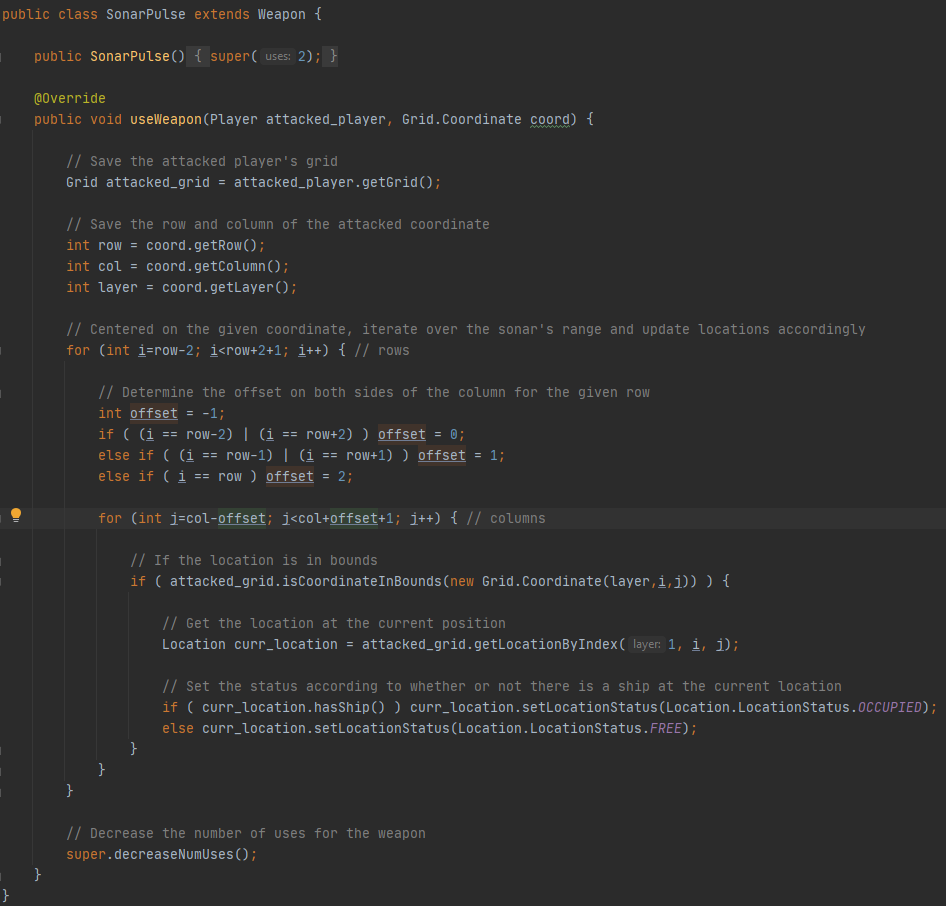 public class SonarPulse extends Weapon {
public SonarPulse() { super( uses: 2); }
@Override
public void useWeapon(Player attacked_player, Grid.Coordinate coord) {
// Save the attacked player's grid
Grid attacked_grid = attacked_player.getGrid();
// Save the row and column of the attacked coordinate
int row = coord.getRow();
int col = coord.getColumn();
int layer = coord.getLayer();
// Centered on the given coordinate, iterate over the sonar's range and update locations accordingly
for (int i=row-2; i<row+2+1; i++) { // rows
// Determine the offset on both sides of the column for the given row
int offset = -1;
if ( (i == row-2) | (i == row+2) ) offset = 0;
else if ( (i == row-1) | (i == row+1) ) offset = 1;
else if ( i == row ) offset = 2;
for (int j=col-offset; j<col+offset+1; j++) { // columns
// If the location is in bounds
if ( attacked_grid.isCoordinateInBounds(new Grid.Coordinate(layer,i,j)) ) {
// Get the location at the current position
Location curr_location = attacked_grid.getLocationByIndex( layer: 1, i, j);
// Set the status according to whether or not there is a ship at the current location
if ( curr_location.hasShip() ) curr_location.setLocationStatus(Location.LocationStatus.OCCUPIED);
else curr_location.setLocationStatus(Location.LocationStatus.FREE);
}
}
}
// Decrease the number of uses for the weapon
super.decreaseNumUses();
}
}